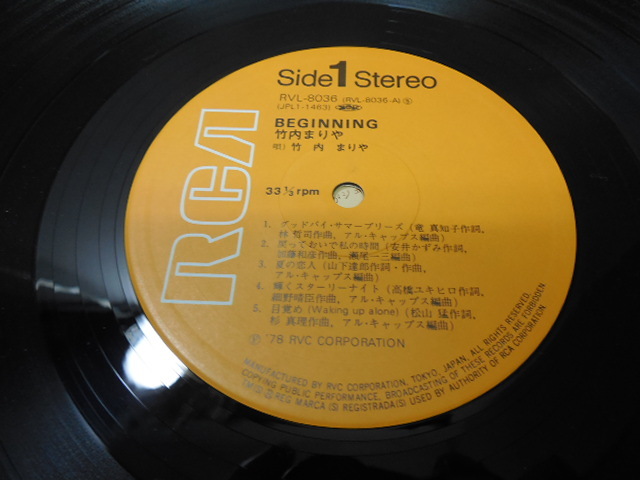 RCA
Side 1 Stereo
RVL-8036 (RVL-8036-A) Ⓢ
(JPL1-1463)
BEGINNING
竹内まりや
唄) 竹内 まりや
33 1/3 rpm
1. グッドバイ・サマーブリーズ (竜 真知子作詞,
林 哲司作曲, アル・キャップス編曲)
2. 戻っておいで私の時間 (安井かずみ作詞,
加藤和彦作曲, 瀬尾一三編曲)
3. 夏の恋人 (山下達郎作詞・作曲,
アル・キャップス編曲)
4. 輝くスターリーナイト (高橋ユキヒロ作詞,
細野晴臣作曲, アル・キャップス編曲)
5. 目覚め (Waking up alone) (松山 猛作詞,
杉 真理作曲, アル・キャップス編曲)
Ⓟ '78 RVC CORPORATION
MANUFACTURED BY RVC CORPORATION, TOKYO, JAPAN, ALL RIGHTS RESERVED.
COPYING PUBLIC PERFORMANCE, BROADCASTING OF THESE RECORDS ARE FORBIDDEN
TM(s) ® REG MARCA (S) REGISTRADA(S) USED BY AUTHORITY OF RCA CORPORATION